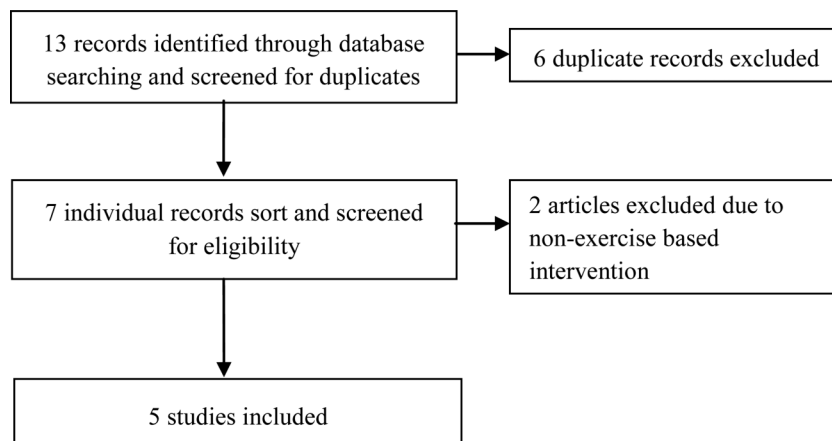 13 records identified through database
searching and screened for duplicates
6 duplicate records excluded
7 individual records sort and screened
for eligibility
2 articles excluded due to
non-exercise based
intervention
5 studies included